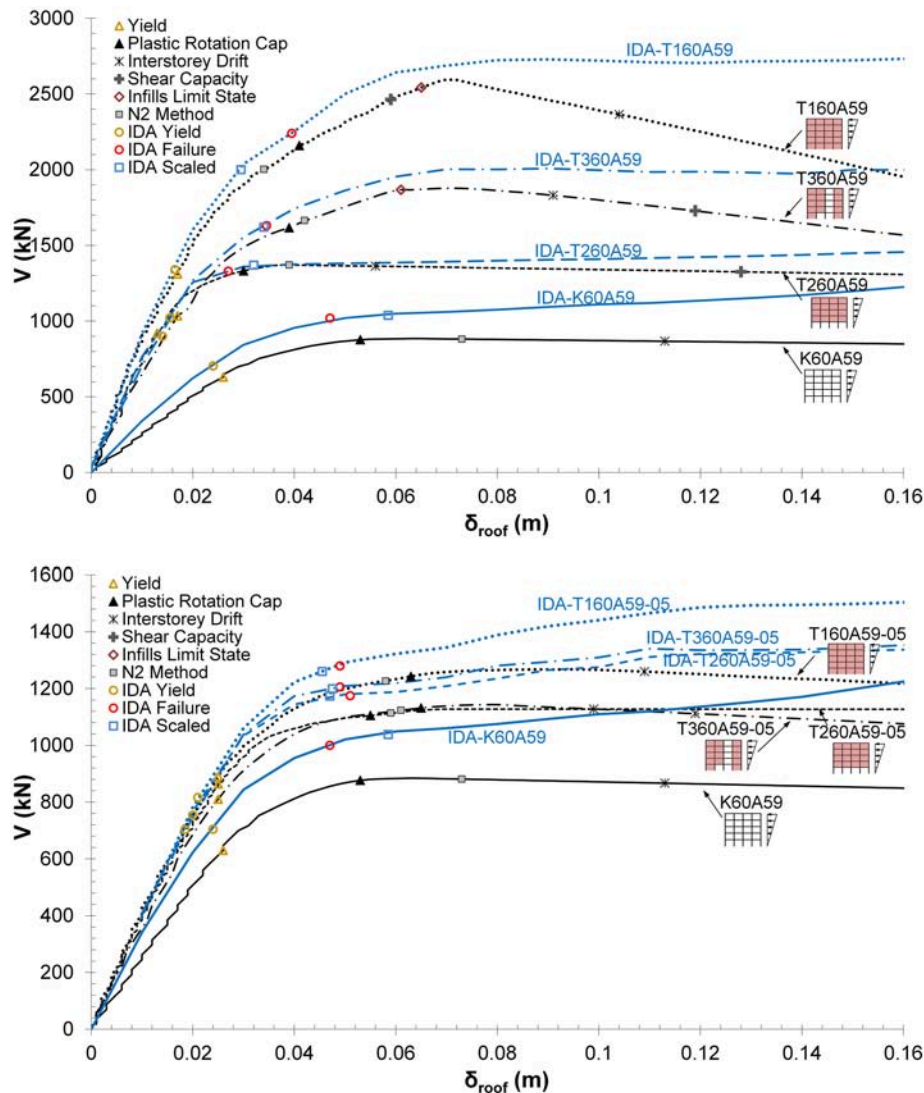 3000
2500
2000
1500
1000
500
0
V (kN)
Yield
Plastic Rotation Cap
Interstorey Drift
Shear Capacity
Infills Limit State
N2 Method
IDA Yield
IDA Failure
IDA Scaled
IDA-T160A59
T160A59
IDA-T360A59
T360A59
IDA-T260A59
T260A59
IDA-K60A59
K60A59
0 0.02 0.04 0.06 0.08 0.1 0.12 0.14 0.16
δroof (m)
1600
1400
1200
1000
800
600
400
200
0
V (kN)
Yield
Plastic Rotation Cap
Interstorey Drift
Shear Capacity
Infills Limit State
N2 Method
IDA Yield
IDA Failure
IDA Scaled
IDA-T160A59-05
IDA-T360A59-05
T160A59-05
IDA-T260A59-05
IDA-K60A59
T360A59-05
T260A59-05
K60A59
0 0.02 0.04 0.06 0.08 0.1 0.12 0.14 0.16
δroof (m)